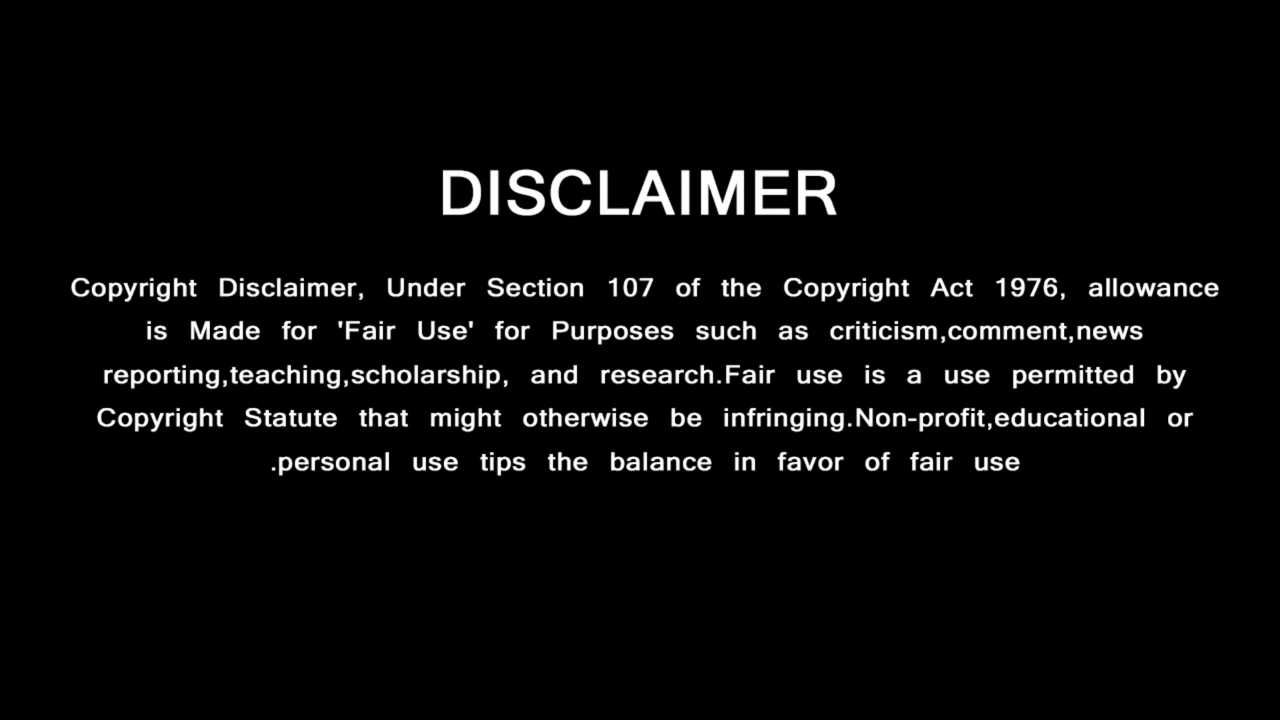 DISCLAIMER
Copyright Disclaimer, Under Section 107 of the Copyright Act 1976, allowance
is Made for 'Fair Use' for Purposes such as criticism,comment,news
reporting,teaching,scholarship, and research.Fair use is a use permitted by
Copyright Statute that might otherwise be infringing.Non-profit,educational or
.personal use tips the balance in favor of fair use